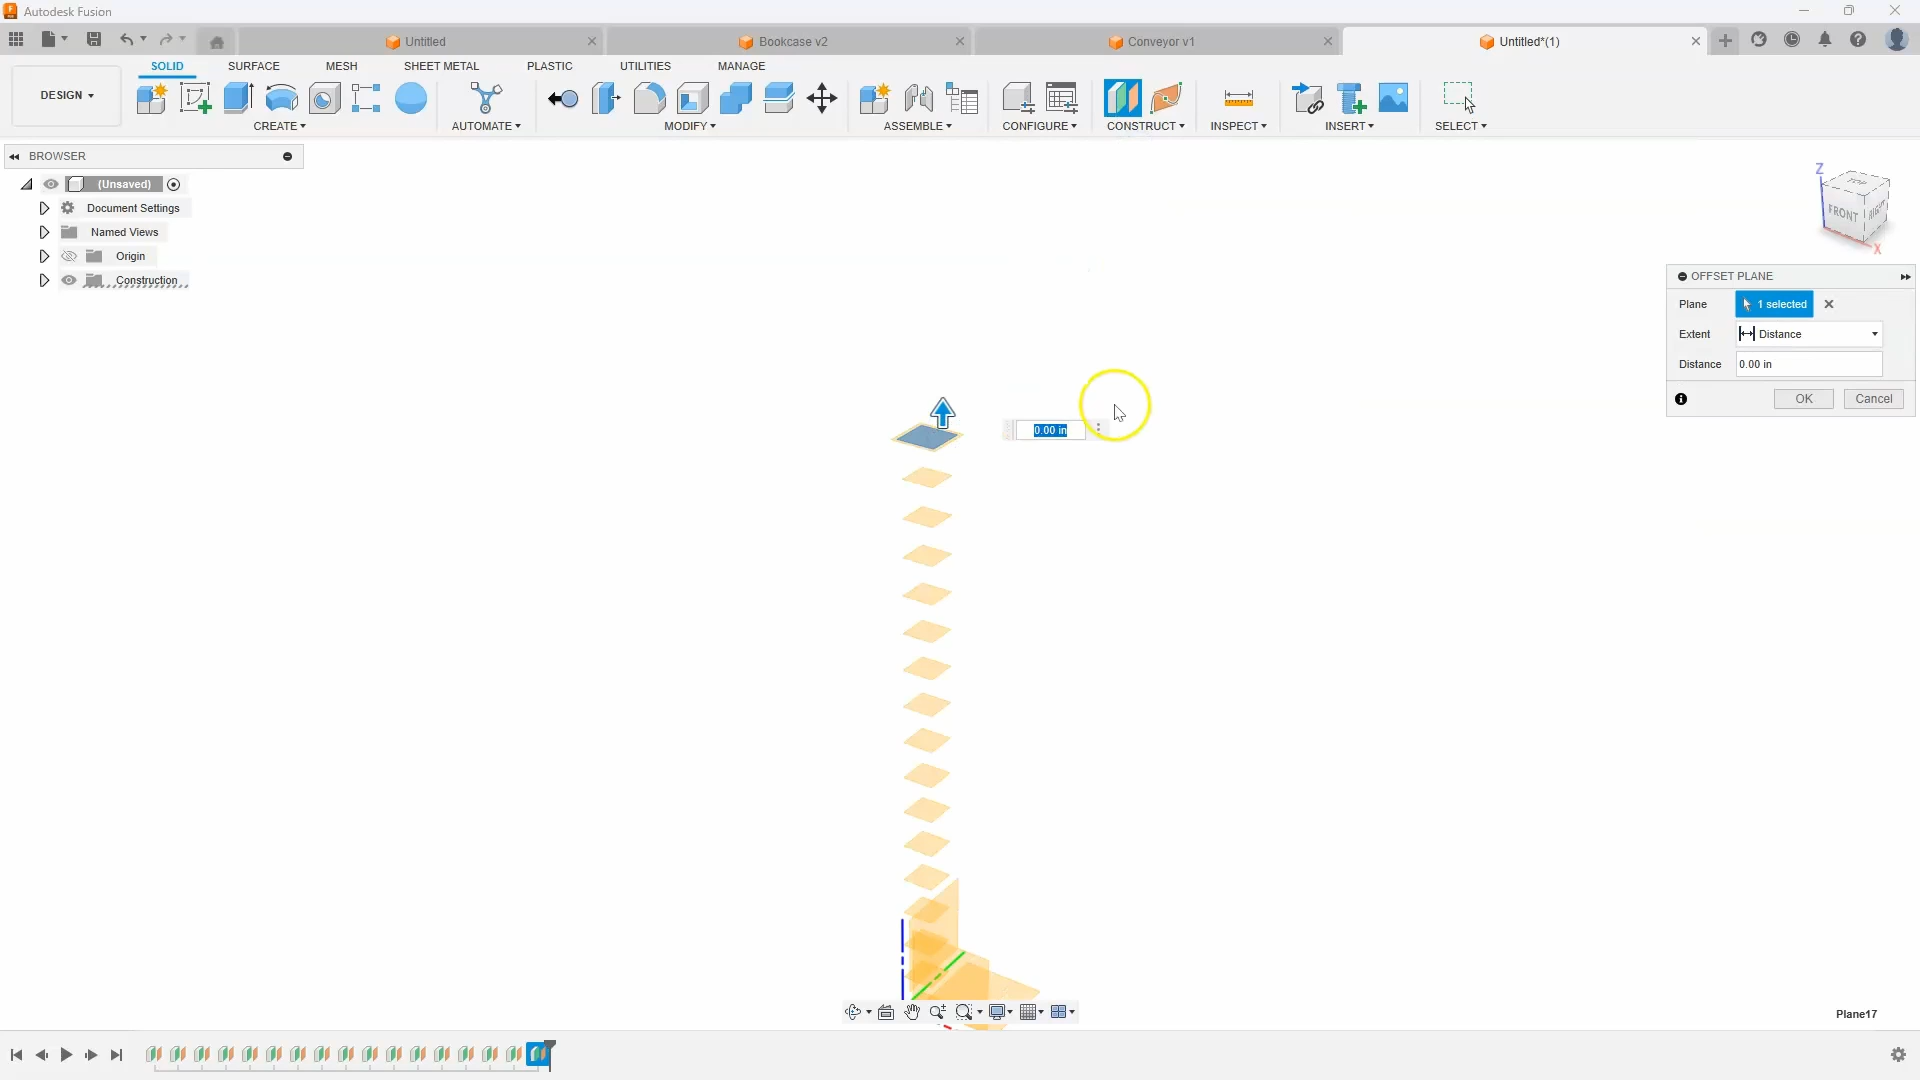 Autodesk Fusion
Untitled
Bookcase v2
Conveyor v1
Untitled*(1)
SOLID
SURFACE
MESH
SHEET METAL
PLASTIC
UTILITIES
MANAGE
DESIGN
CREATE
AUTOMATE
MODIFY
ASSEMBLE
CONFIGURE
CONSTRUCT
INSPECT
INSERT
SELECT
BROWSER
(Unsaved)
Document Settings
Named Views
Origin
Construction
Z
TOP
FRONT
RIGHT
X
OFFSET PLANE
Plane
1 selected
Extent
Distance
Distance
0.00 in
OK
Cancel
0.00 in
Plane17